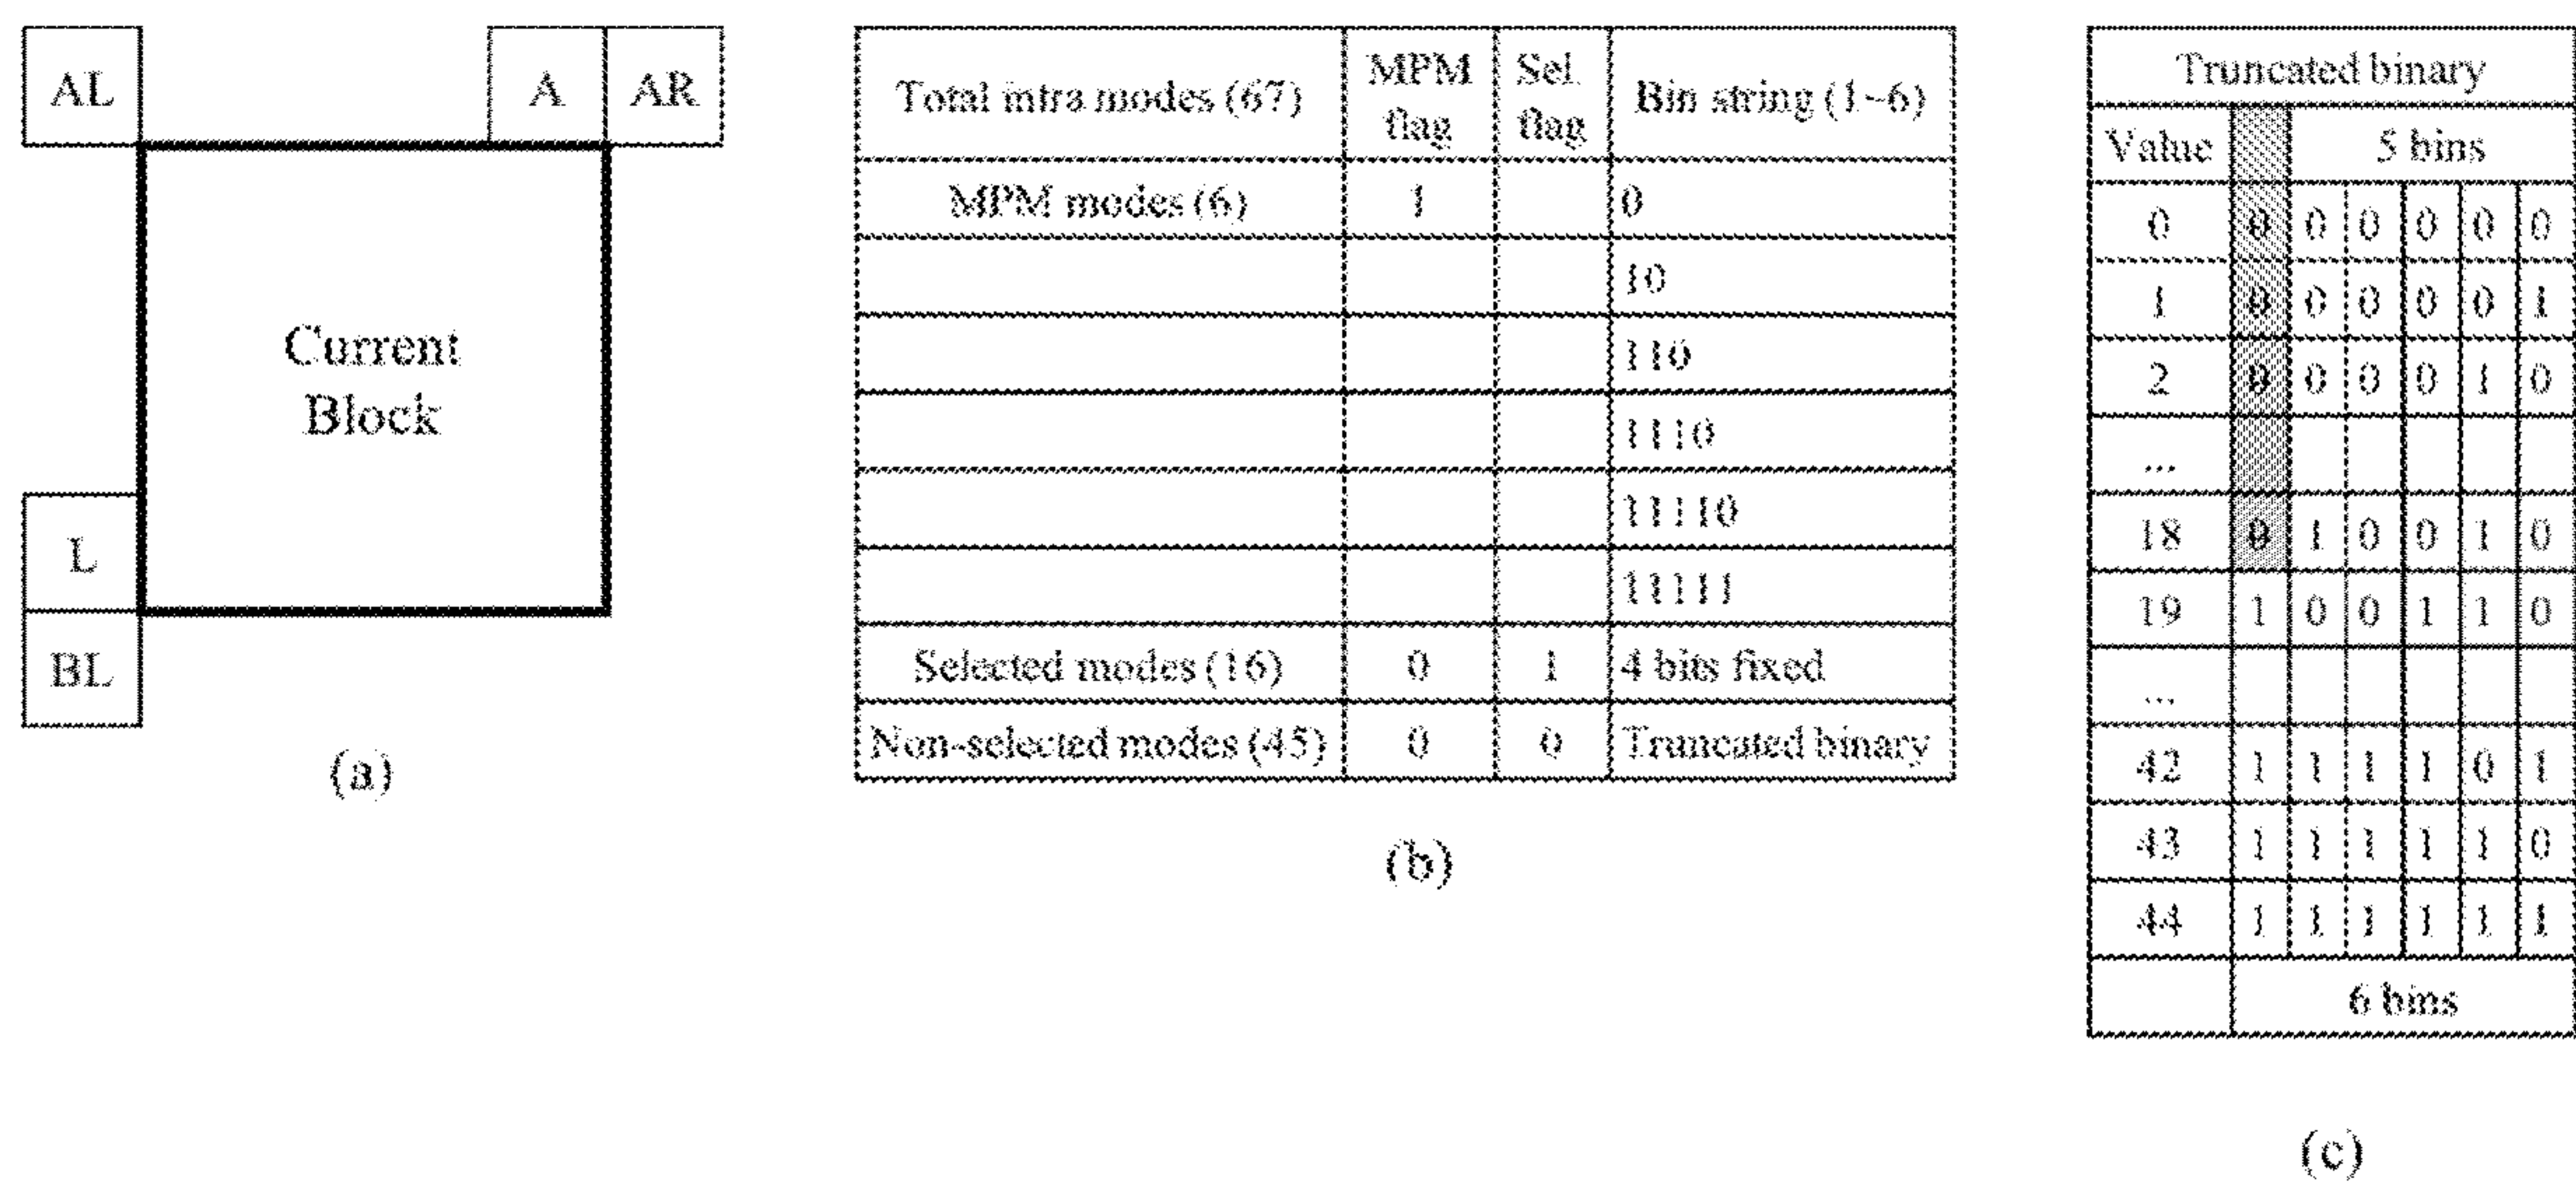 AL A AR
Current
Block
L
BL
(a)
Total intra modes (67) MPM flag Sel. flag Bin string (1~6)
MPM modes (6) 1 0
10
110
1110
11110
11111
Selected modes (16) 0 1 4 bits fixed
Non-selected modes (45) 0 0 Truncated binary
(b)
Truncated binary
Value 5 bins
0 0 0 0 0 0 0
1 0 0 0 0 0 1
2 0 0 0 0 1 0
...
18 0 1 0 0 1 0
19 1 0 0 1 1 0
...
42 1 1 1 1 0 1
43 1 1 1 1 1 0
44 1 1 1 1 1 1
6 bins
(c)